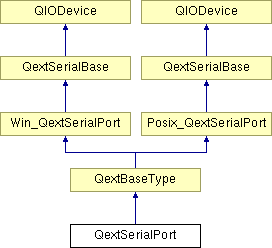 QIODevice QIODevice
QextSerialBase QextSerialBase
Win_QextSerialPort Posix_QextSerialPort
QextBaseType
QextSerialPort